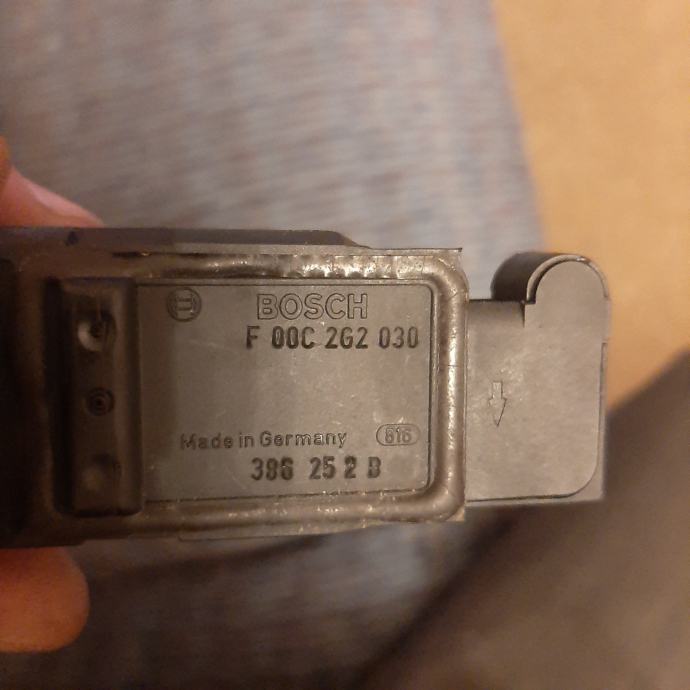 BOSCH
F 00C 2G2 030
Made in Germany 616
386 25 2 B